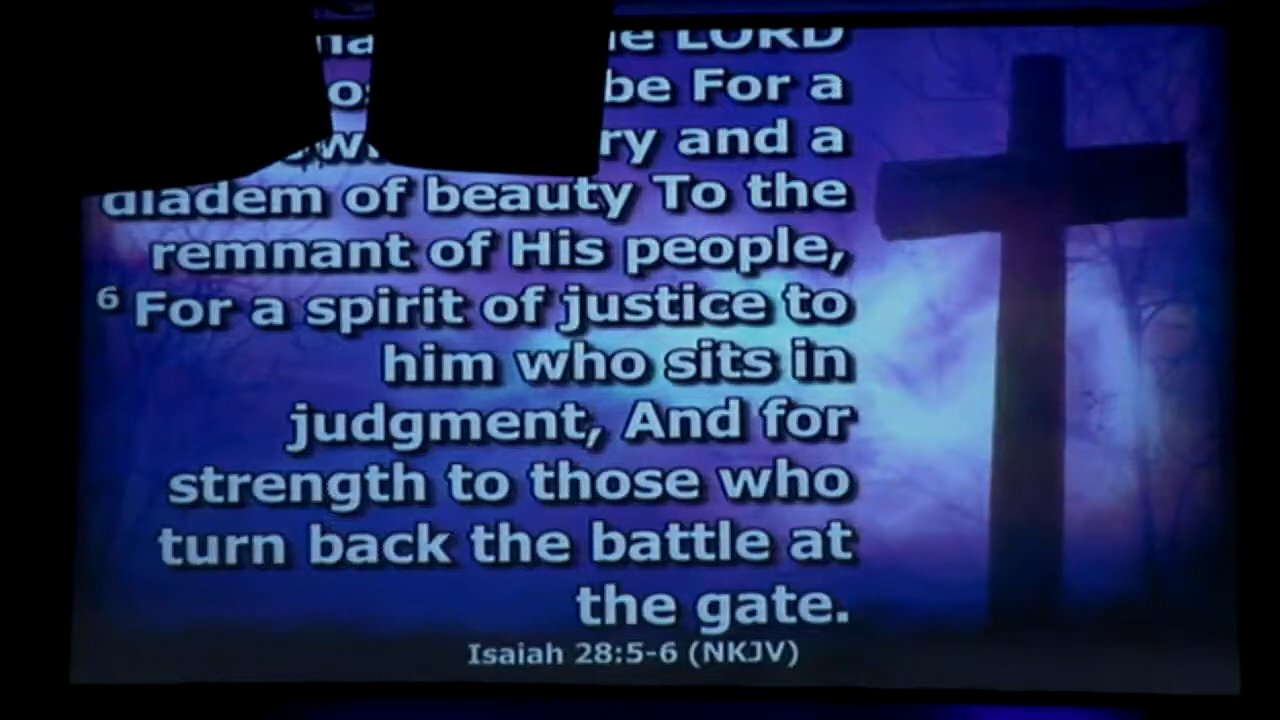 LORD
be For a
and a
diadem of beauty To the
remnant of His people,
6 For a spirit of justice to
him who sits in
judgment, And for
strength to those who
turn back the battle at
the gate.
Isaiah 28:5-6 (NKJV)